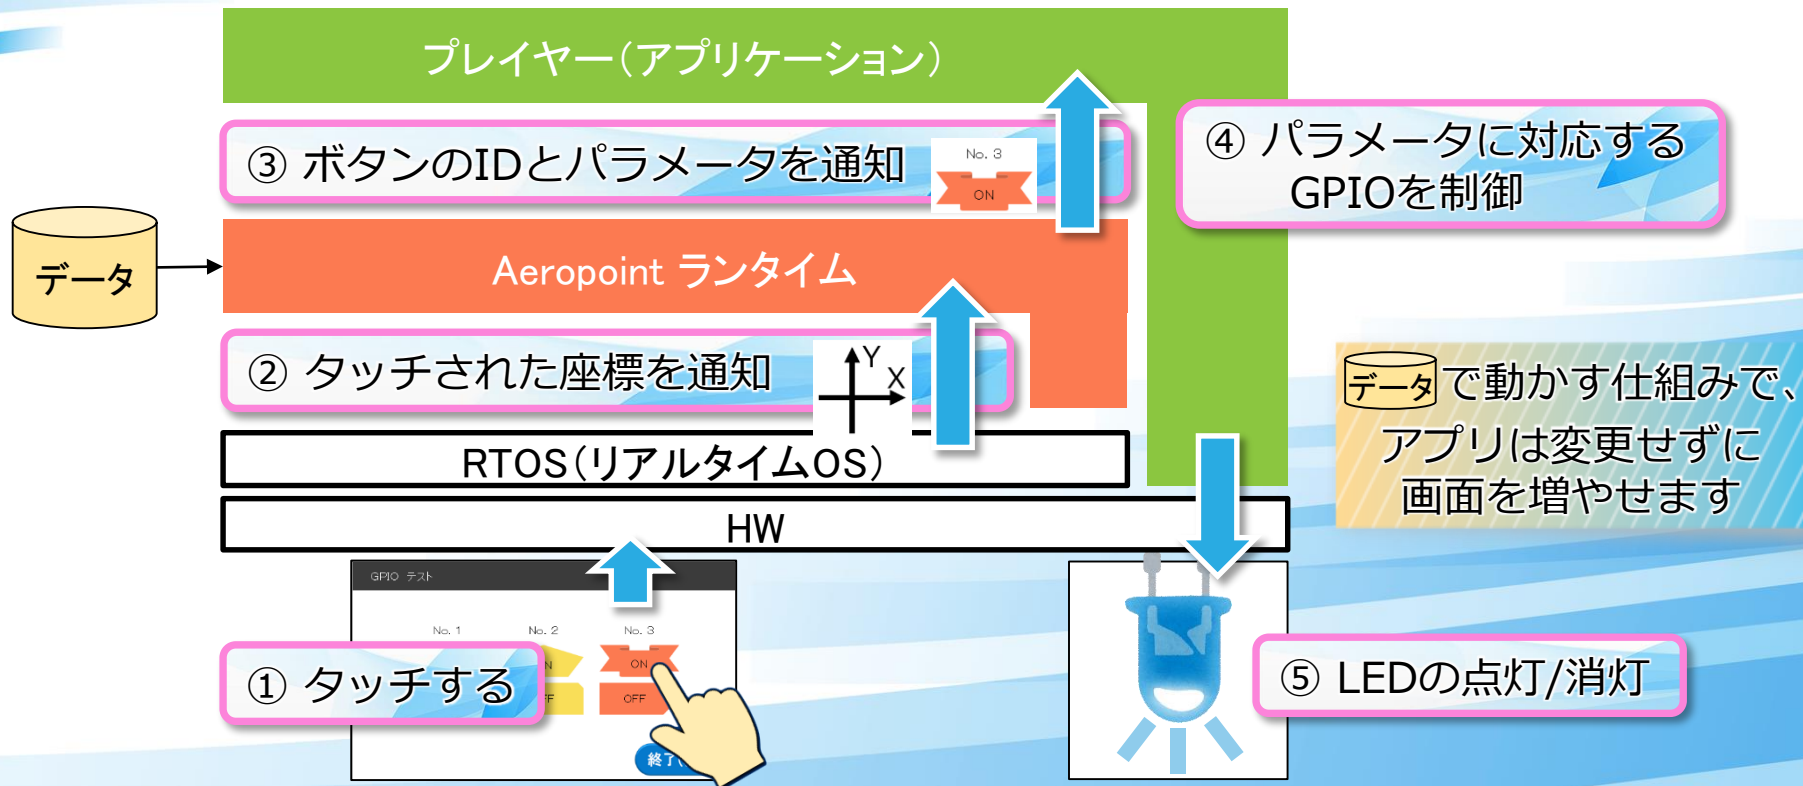 プレイヤー(アプリケーション)
③ ボタンのIDとパラメータを通知
No. 3
ON
④ パラメータに対応する
GPIOを制御
データ
Aeropoint ランタイム
② タッチされた座標を通知
Y
X
RTOS(リアルタイムOS)
HW
データで動かす仕組みで、
アプリは変更せずに
画面を増やせます
GPIO テスト
No. 1 No. 2 No. 3
ON
OFF
① タッチする
終了
⑤ LEDの点灯/消灯